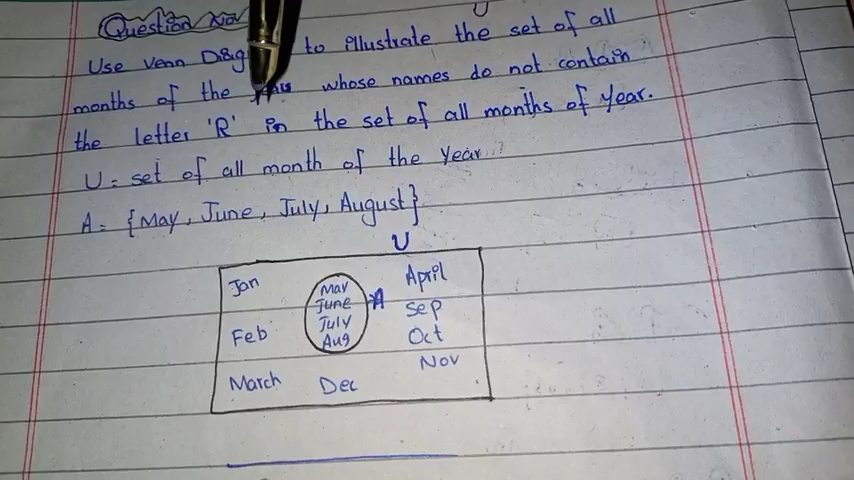 Question No
Use Venn Diag to illustrate the set of all
months of the whose names do not contain
the letter 'R' in the set of all months of year.
U = set of all month of the year
A = {May, June, July, August}
U
Jan May April
June A Sep
July
Feb Aug Oct
Nov
March Dec